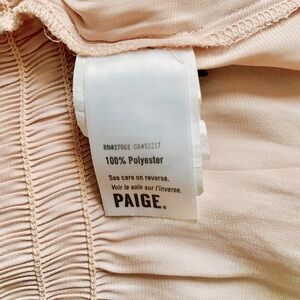 RN#27002 CA#51217
100% Polyester
See care on reverse.
Voir le soin sur l'inverse.
PAIGE.